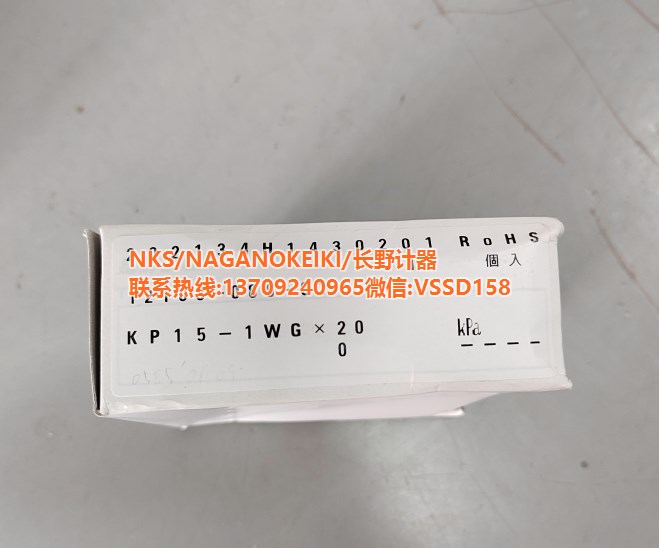 RoHS
NKS/NAGANOKEIKI/长野计器
個入
联系热线:13709240965微信:VSSD158
KP15-1WG×20
0
kPa
----